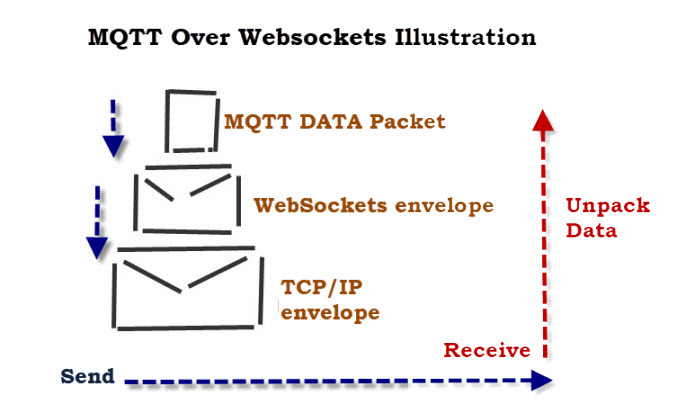 MQTT Over Websockets Illustration
MQTT DATA Packet
WebSockets envelope
Unpack
Data
TCP/IP
envelope
Receive
Send